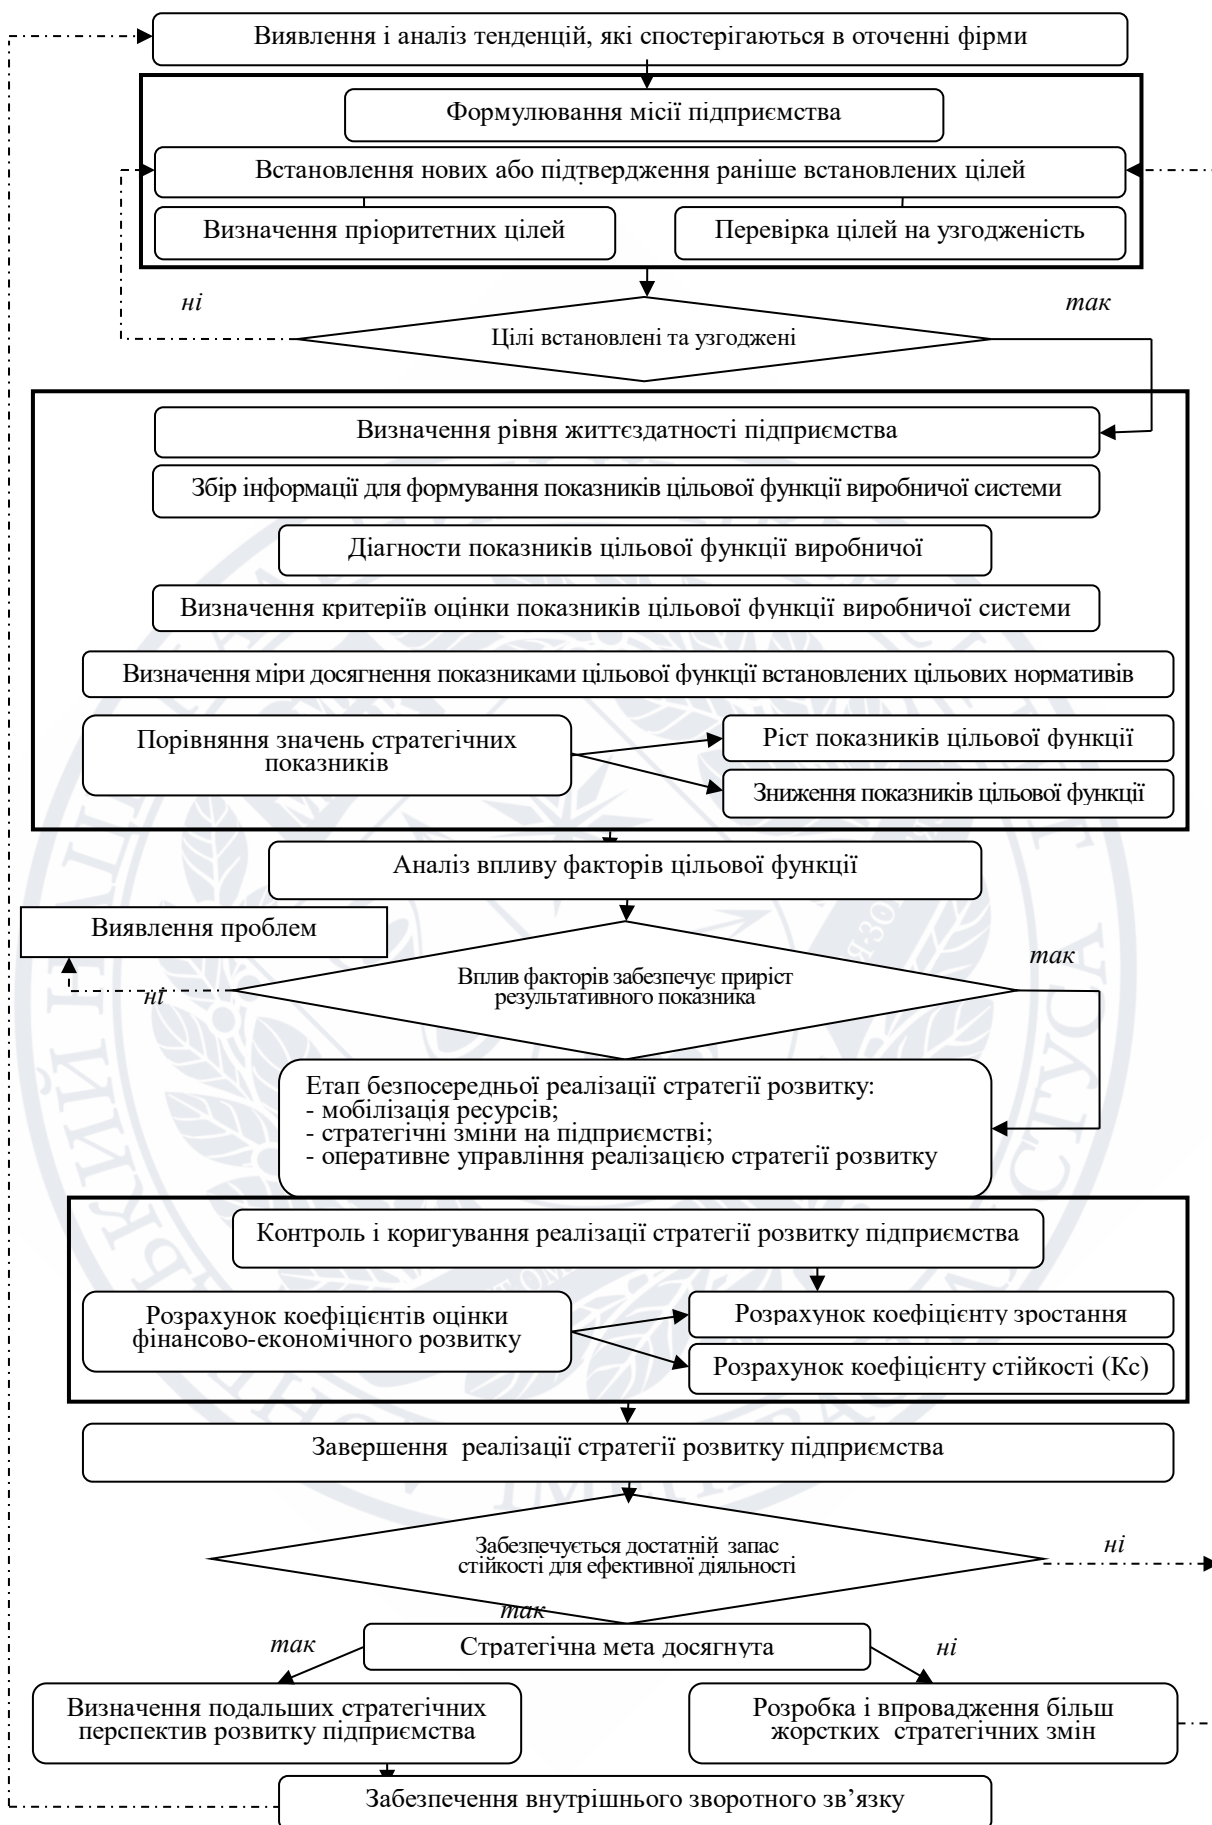 Виявлення і аналіз тенденцій, які спостерігаються в оточенні фірми
Формулювання місії підприємства
Встановлення нових або підтвердження раніше встановлених цілей
Визначення пріоритетних цілей
Перевірка цілей на узгодженість
ні
так
Цілі встановлені та узгоджені
Визначення рівня життєздатності підприємства
Збір інформації для формування показників цільової функції виробничої системи
Діагности показників цільової функції виробничої
Визначення критеріїв оцінки показників цільової функції виробничої системи
Визначення міри досягнення показниками цільової функції встановлених цільових нормативів
Порівняння значень стратегічних
показників
Ріст показників цільової функції
Зниження показників цільової функції
Аналіз впливу факторів цільової функції
Виявлення проблем
так
Вплив факторів забезпечує приріст
результативного показника
ні
Етап безпосередньої реалізації стратегії розвитку:
- мобілізація ресурсів;
- стратегічні зміни на підприємстві;
- оперативне управління реалізацією стратегії розвитку
Контроль і коригування реалізації стратегії розвитку підприємства
Розрахунок коефіцієнтів оцінки
фінансово-економічного розвитку
Розрахунок коефіцієнту зростання
Розрахунок коефіцієнту стійкості (Кс)
Завершення реалізації стратегії розвитку підприємства
Забезпечується достатній запас
стійкості для ефективної діяльності
ні
так
так
Стратегічна мета досягнута
ні
Визначення подальших стратегічних
перспектив розвитку підприємства
Розробка і впровадження більш
жорстких стратегічних змін
Забезпечення внутрішнього зворотного зв’язку